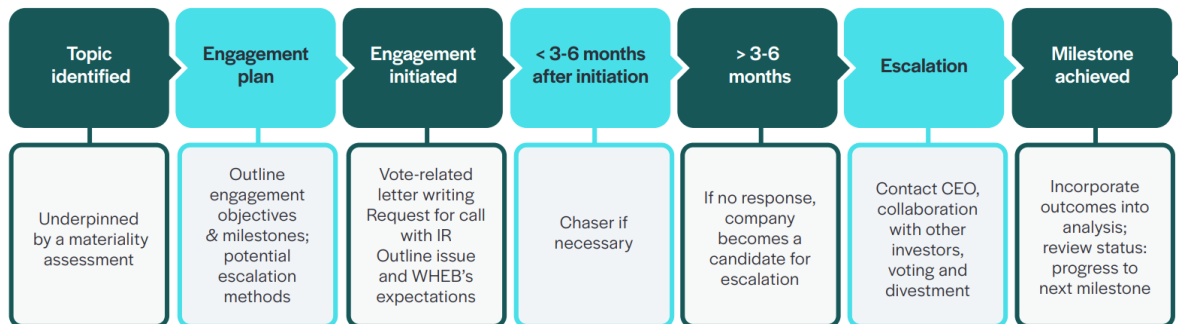 Topic
identified
Engagement
plan
Engagement
initiated
< 3-6 months
after initiation
> 3-6
months
Escalation
Milestone
achieved
Underpinned
by a materiality
assessment
Outline
engagement
objectives
& milestones;
potential
escalation
methods
Vote-related
letter writing
Request for call
with IR
Outline issue
and WHEB’s
expectations
Chaser if
necessary
If no response,
company
becomes a
candidate for
escalation
Contact CEO,
collaboration
with other
investors,
voting and
divestment
Incorporate
outcomes into
analysis;
review status:
progress to
next milestone